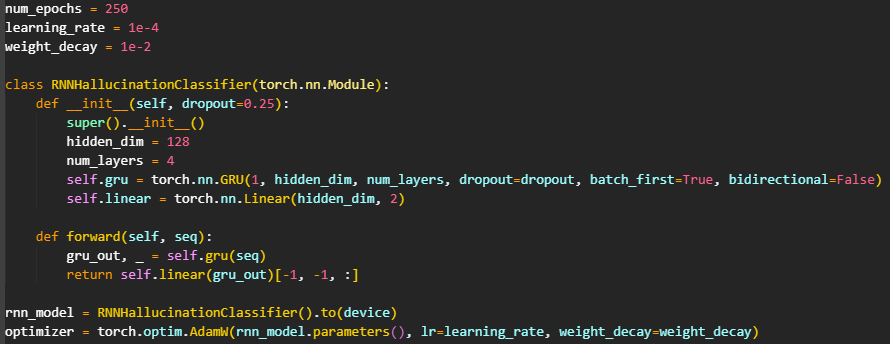 num_epochs = 250
learning_rate = 1e-4
weight_decay = 1e-2

class RNNHallucinationClassifier(torch.nn.Module):
    def __init__(self, dropout=0.25):
        super().__init__()
        hidden_dim = 128
        num_layers = 4
        self.gru = torch.nn.GRU(1, hidden_dim, num_layers, dropout=dropout, batch_first=True, bidirectional=False)
        self.linear = torch.nn.Linear(hidden_dim, 2)

    def forward(self, seq):
        gru_out, _ = self.gru(seq)
        return self.linear(gru_out)[-1, -1, :]

rnn_model = RNNHallucinationClassifier().to(device)
optimizer = torch.optim.AdamW(rnn_model.parameters(), lr=learning_rate, weight_decay=weight_decay)